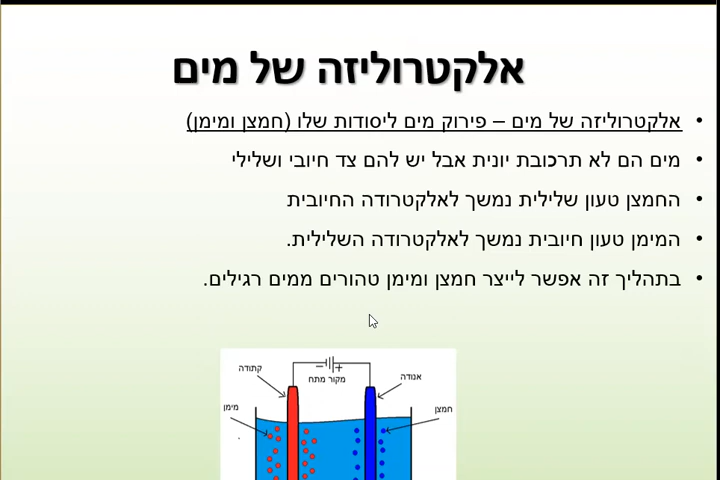 אלקטרוליזה של מים
• אלקטרוליזה של מים – פירוק מים ליסודות שלו (חמצן ומימן)
• מים הם לא תרכובת יונית אבל יש להם צד חיובי ושלילי
• החמצן טעון שלילית נמשך לאלקטרודה החיובית
• המימן טעון חיובית נמשך לאלקטרודה השלילית.
• בתהליך זה אפשר לייצר חמצן ומימן טהורים ממים רגילים.
− +
קתודה
מקור מתח
אנודה
מימן
חמצן